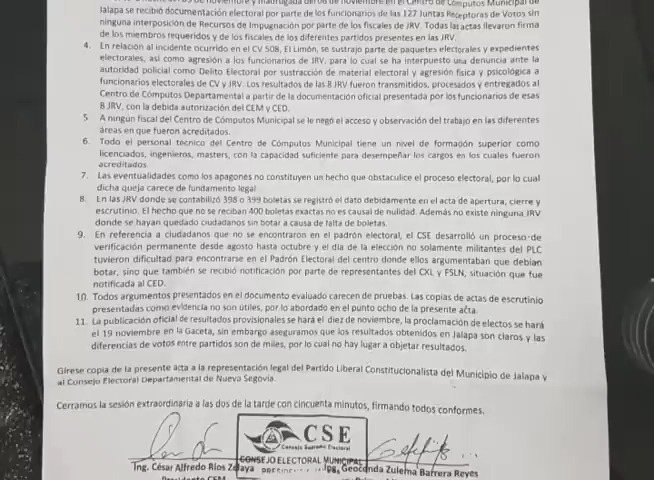 Jalapa se recibió documentación electoral por parte de los funcionarios de las 127 Juntas Receptoras de Votos sin
ninguna interposición de Recursos de Impugnación por parte de los fiscales de JRV. Todas las actas llevaron firma
de los miembros requeridos y de los fiscales de los diferentes partidos presentes en las JRV.
4. En relación al incidente ocurrido en el CV 508, El Limón, se sustrajo parte de paquetes electorales y expedientes
electorales, así como agresión a los funcionarios de JRV, para lo cual se ha interpuesto una denuncia ante la
autoridad policial como Delito Electoral por sustracción de material electoral y agresión física y psicológica a
funcionarios electorales de CV y JRV. Los resultados de las 8 JRV fueron transmitidos, procesados y entregados al
Centro de Cómputos Departamental a partir de la documentación oficial presentada por los funcionarios de esas
8 JRV, con la debida autorización del CEM y CED.
5. A ningún fiscal del Centro de Cómputos Municipal se le negó el acceso y observación del trabajo en las diferentes
áreas en que fueron acreditados.
6. Todo el personal técnico del Centro de Cómputos Municipal tiene un nivel de formación superior como
licenciados, ingenieros, masters, con la capacidad suficiente para desempeñar los cargos en los cuales fueron
acreditados.
7. Las eventualidades como los apagones no constituyen un hecho que obstaculice el proceso electoral, por lo cual
dicha queja carece de fundamento legal
8. En las JRV donde se contabilizó 398 o 399 boletas se registró el dato debidamente en el acta de apertura, cierre y
escrutinio. El hecho que no se reciban 400 boletas exactas no es causal de nulidad. Además no existe ninguna JRV
donde se hayan quedado ciudadanos sin botar a causa de falta de boletas.
9. En referencia a ciudadanos que no se encontraron en el padrón electoral, el CSE desarrolló un proceso de
verificación permanente desde agosto hasta octubre y el día de la elección no solamente militantes del PLC
tuvieron dificultad para encontrarse en el Padrón Electoral del centro donde ellos argumentaban que debían
botar, sino que también se recibió notificación por parte de representantes del CXL y FSLN, situación que fue
notificada al CED.
10. Todos argumentos presentados en el documento evaluado carecen de pruebas. Las copias de actas de escrutinio
presentadas como evidencia no son útiles, por lo abordado en el punto ocho de la presente acta.
11. La publicación oficial de resultados provisionales se hará el diez de noviembre, la proclamación de electos se hará
el 19 noviembre en la Gaceta, sin embargo aseguramos que los resultados obtenidos en Jalapa son claros y las
diferencias de votos entre partidos son de miles, por lo cual no hay lugar a objetar resultados.
Gírese copia de la presente acta a la representación legal del Partido Liberal Constitucionalista del Municipio de Jalapa y
al Consejo Electoral Departamental de Nueva Segovia.
Cerramos la sesión extraordinaria a las dos de la tarde con cincuenta minutos, firmando todos conformes.
CSE
Consejo Supremo Electoral
CONSEJO ELECTORAL MUNICIPAL
Ing. César Alfredo Ríos Zelaya
Geoconda Zulema Barrera Reyes
Presidente CEM